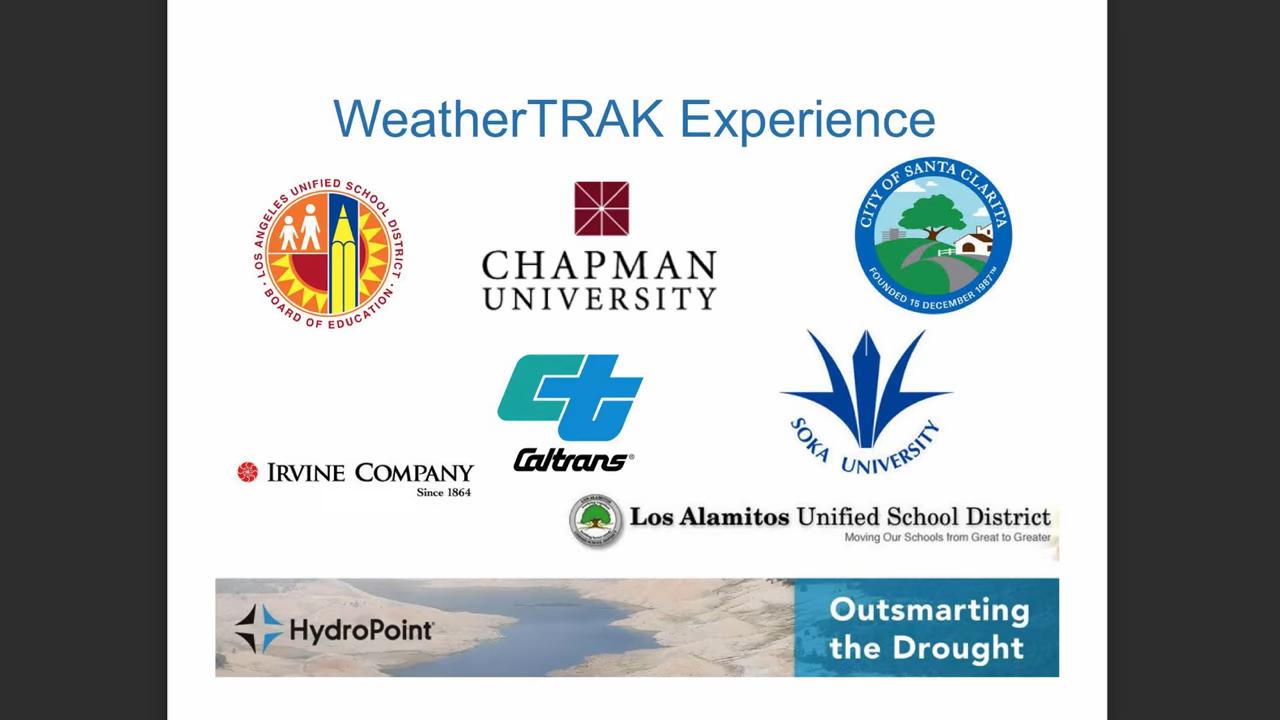 WeatherTRAK Experience
LOS ANGELES UNIFIED SCHOOL DISTRICT
• BOARD OF EDUCATION •
CHAPMAN
UNIVERSITY
CITY OF SANTA CLARITA
FOUNDED 15 DECEMBER 1987™
Caltrans®
SOKA UNIVERSITY
IRVINE COMPANY
Since 1864
Los Alamitos Unified School District
Moving Our Schools from Great to Greater
HydroPoint®
Outsmarting
the Drought